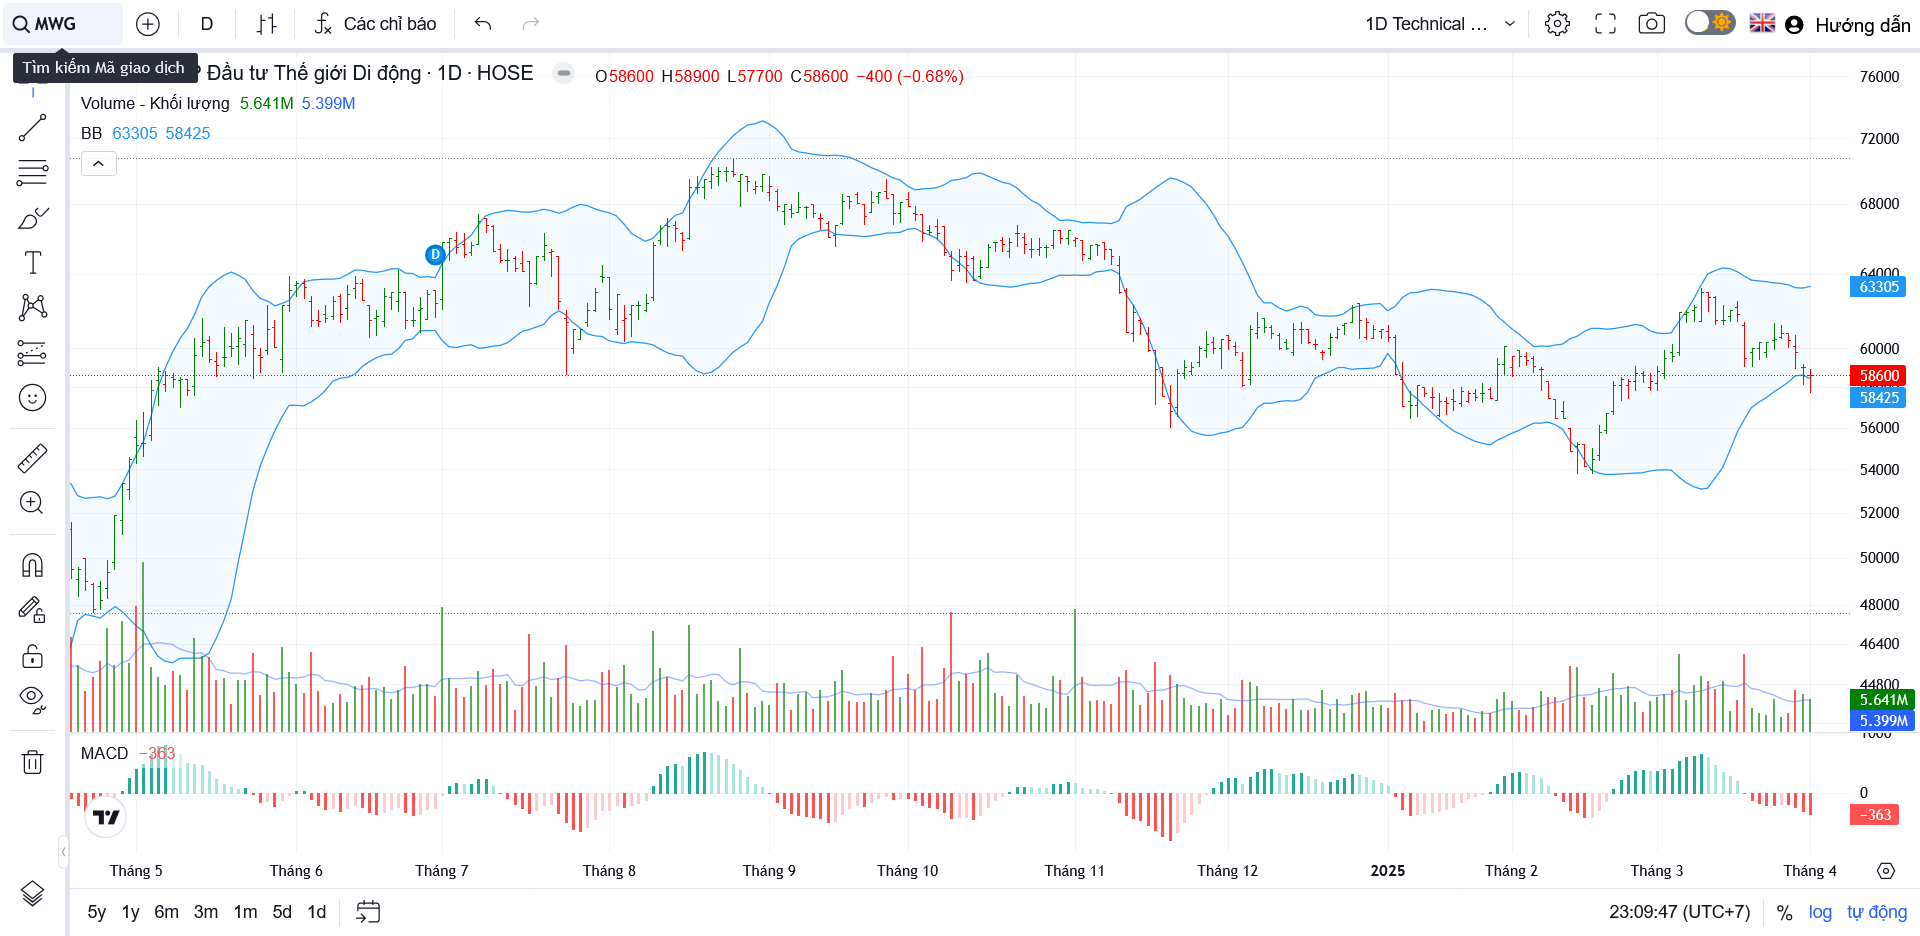 MWG
D
Các chỉ báo
1D Technical ...
Hướng dẫn
Tìm kiếm Mã giao dịch
Đầu tư Thế giới Di động · 1D · HOSE
O58600 H58900 L57700 C58600 −400 (−0.68%)
Volume - Khối lượng 5.641M 5.399M
BB 63305 58425
D
76000
72000
68000
64000
63305
60000
58600
58425
56000
54000
52000
50000
48000
46400
44800
5.641M
5.399M
1000
MACD −363
0
−363
Tháng 5 Tháng 6 Tháng 7 Tháng 8 Tháng 9 Tháng 10 Tháng 11 Tháng 12 2025 Tháng 2 Tháng 3 Tháng 4
5y 1y 6m 3m 1m 5d 1d
23:09:47 (UTC+7) % log tự động